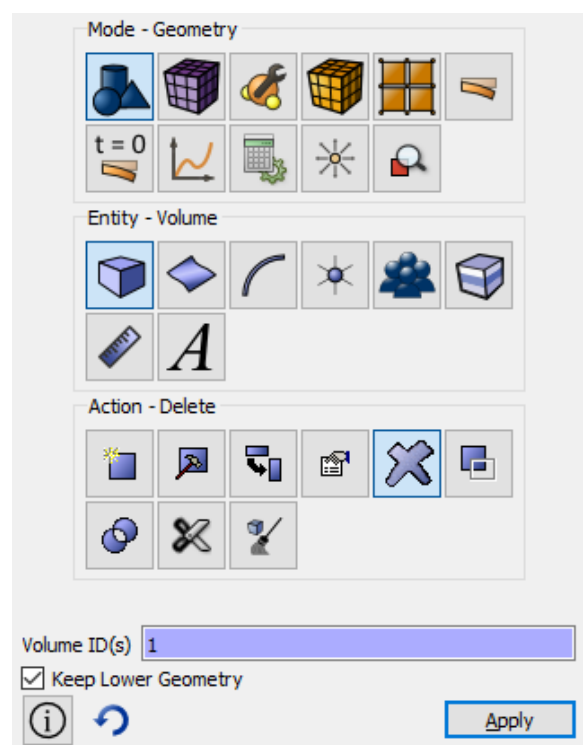 Mode - Geometry
t = 0
Entity - Volume
A
Action - Delete
Volume ID(s) 1
Keep Lower Geometry
Apply